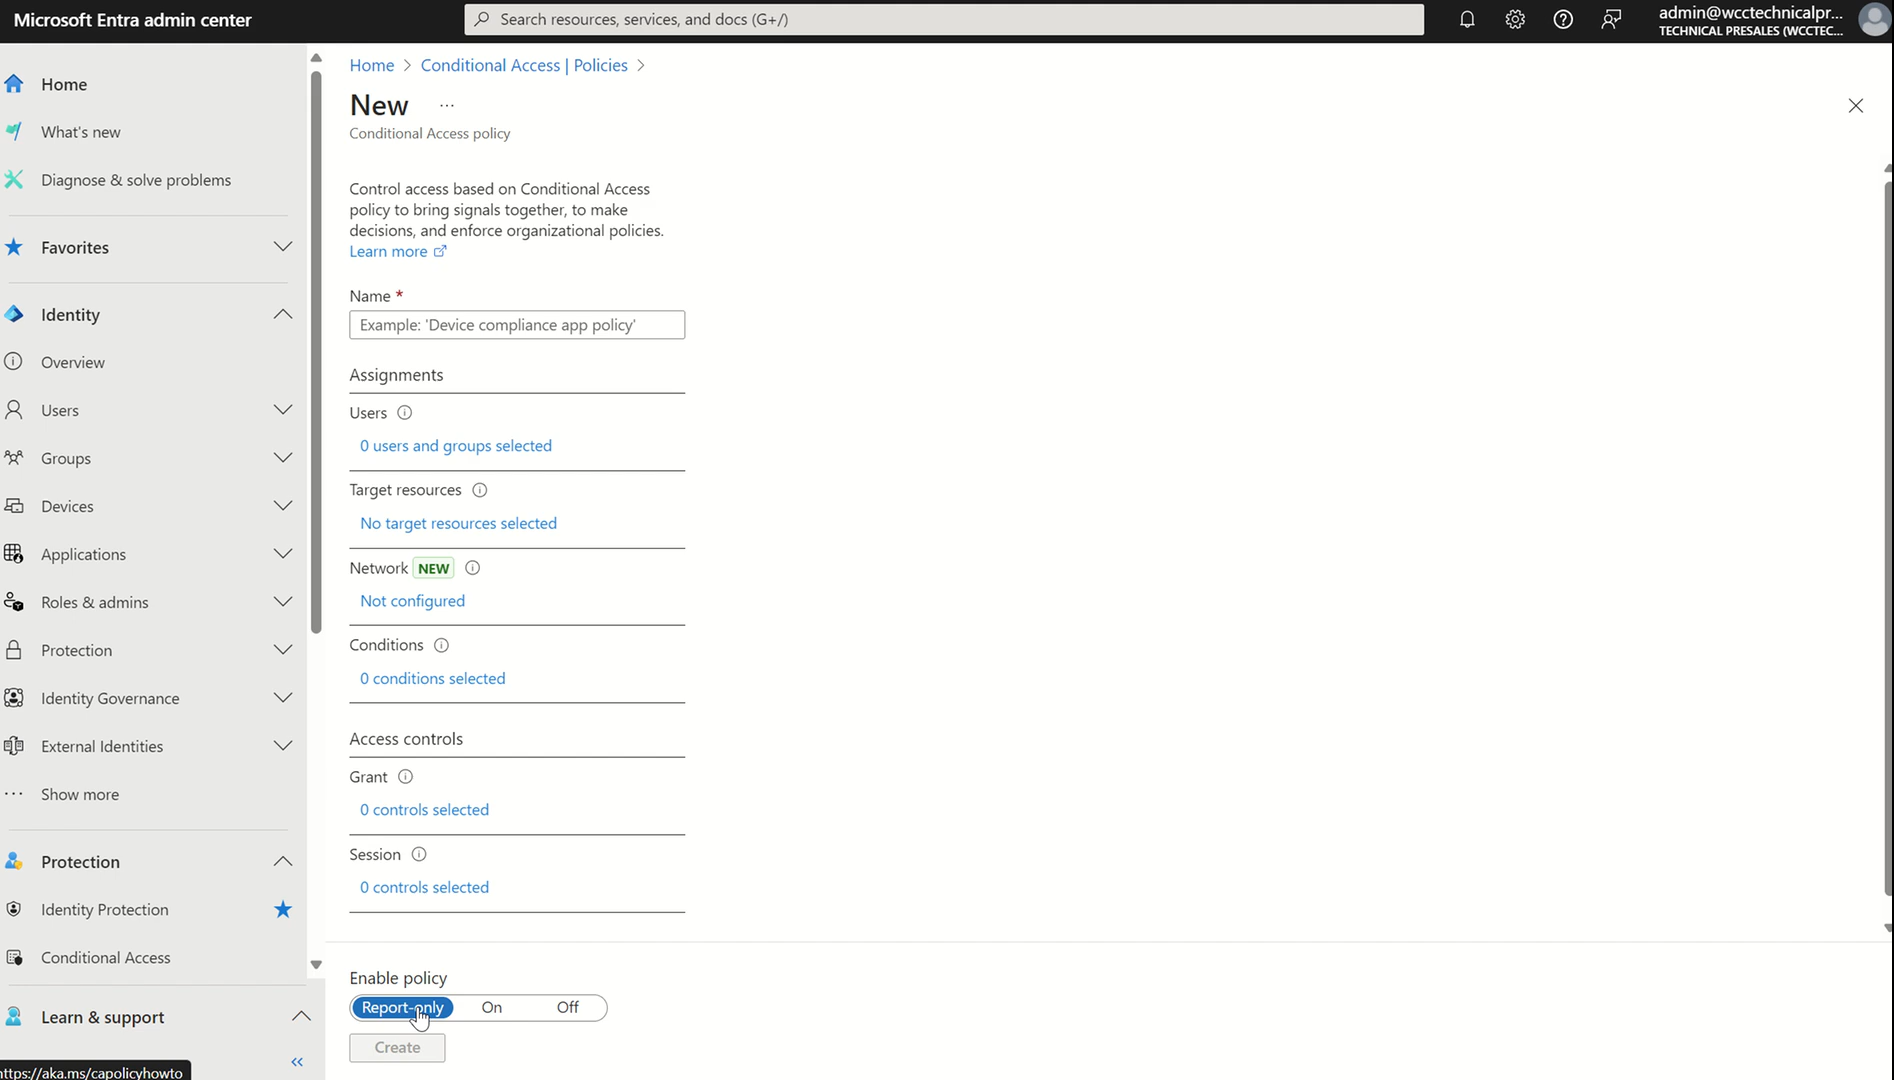 Microsoft Entra admin center
Search resources, services, and docs (G+/)
admin@wcctechnicalpr...
TECHNICAL PRESALES (WCCTEC...
Home
What's new
Diagnose & solve problems
Favorites
Identity
Overview
Users
Groups
Devices
Applications
Roles & admins
Protection
Identity Governance
External Identities
Show more
Protection
Identity Protection
Conditional Access
Learn & support
ttps://aka.ms/capolicyhowto
Home > Conditional Access | Policies >
New ...
Conditional Access policy
Control access based on Conditional Access
policy to bring signals together, to make
decisions, and enforce organizational policies.
Learn more
Name *
Example: 'Device compliance app policy'
Assignments
Users
0 users and groups selected
Target resources
No target resources selected
Network NEW
Not configured
Conditions
0 conditions selected
Access controls
Grant
0 controls selected
Session
0 controls selected
Enable policy
Report-only On Off
Create